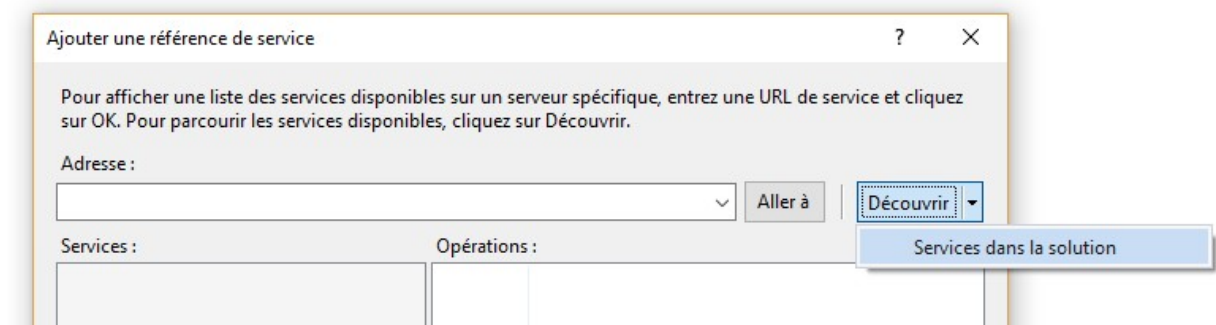 Ajouter une référence de service
?
Pour afficher une liste des services disponibles sur un serveur spécifique, entrez une URL de service et cliquez
sur OK. Pour parcourir les services disponibles, cliquez sur Découvrir.
Adresse :
Aller à
Découvrir
Services :
Opérations :
Services dans la solution